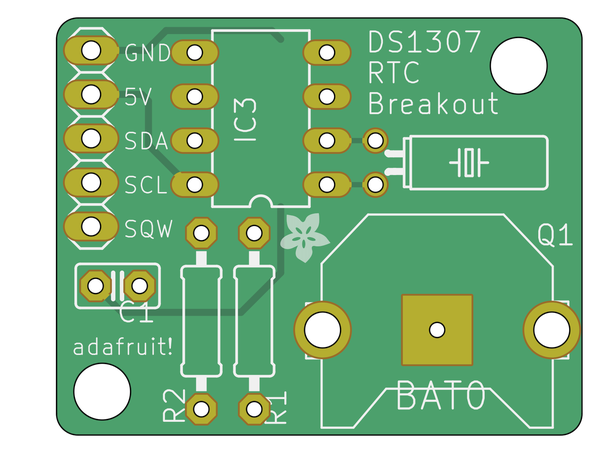 GND
5V
SDA
SCL
SQW
IC3
DS1307
RTC
Breakout
Q1
C1
adafruit!
R2
R1
BAT0